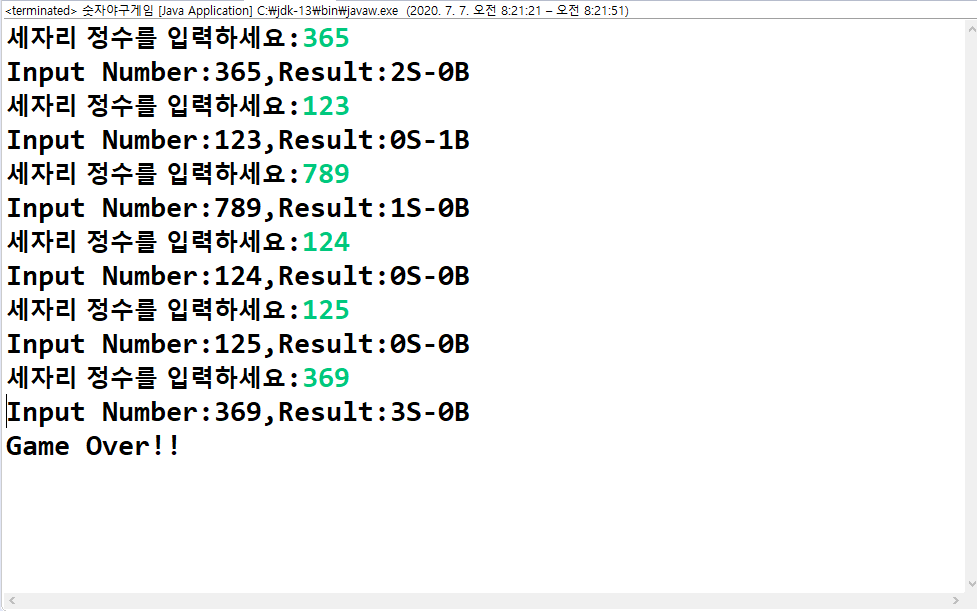 <terminated> 숫자야구게임 [Java Application] C:₩jdk-13₩bin₩javaw.exe (2020. 7. 7. 오전 8:21:21 – 오전 8:21:51)
세자리 정수를 입력하세요:365
Input Number:365,Result:2S-0B
세자리 정수를 입력하세요:123
Input Number:123,Result:0S-1B
세자리 정수를 입력하세요:789
Input Number:789,Result:1S-0B
세자리 정수를 입력하세요:124
Input Number:124,Result:0S-0B
세자리 정수를 입력하세요:125
Input Number:125,Result:0S-0B
세자리 정수를 입력하세요:369
Input Number:369,Result:3S-0B
Game Over!!